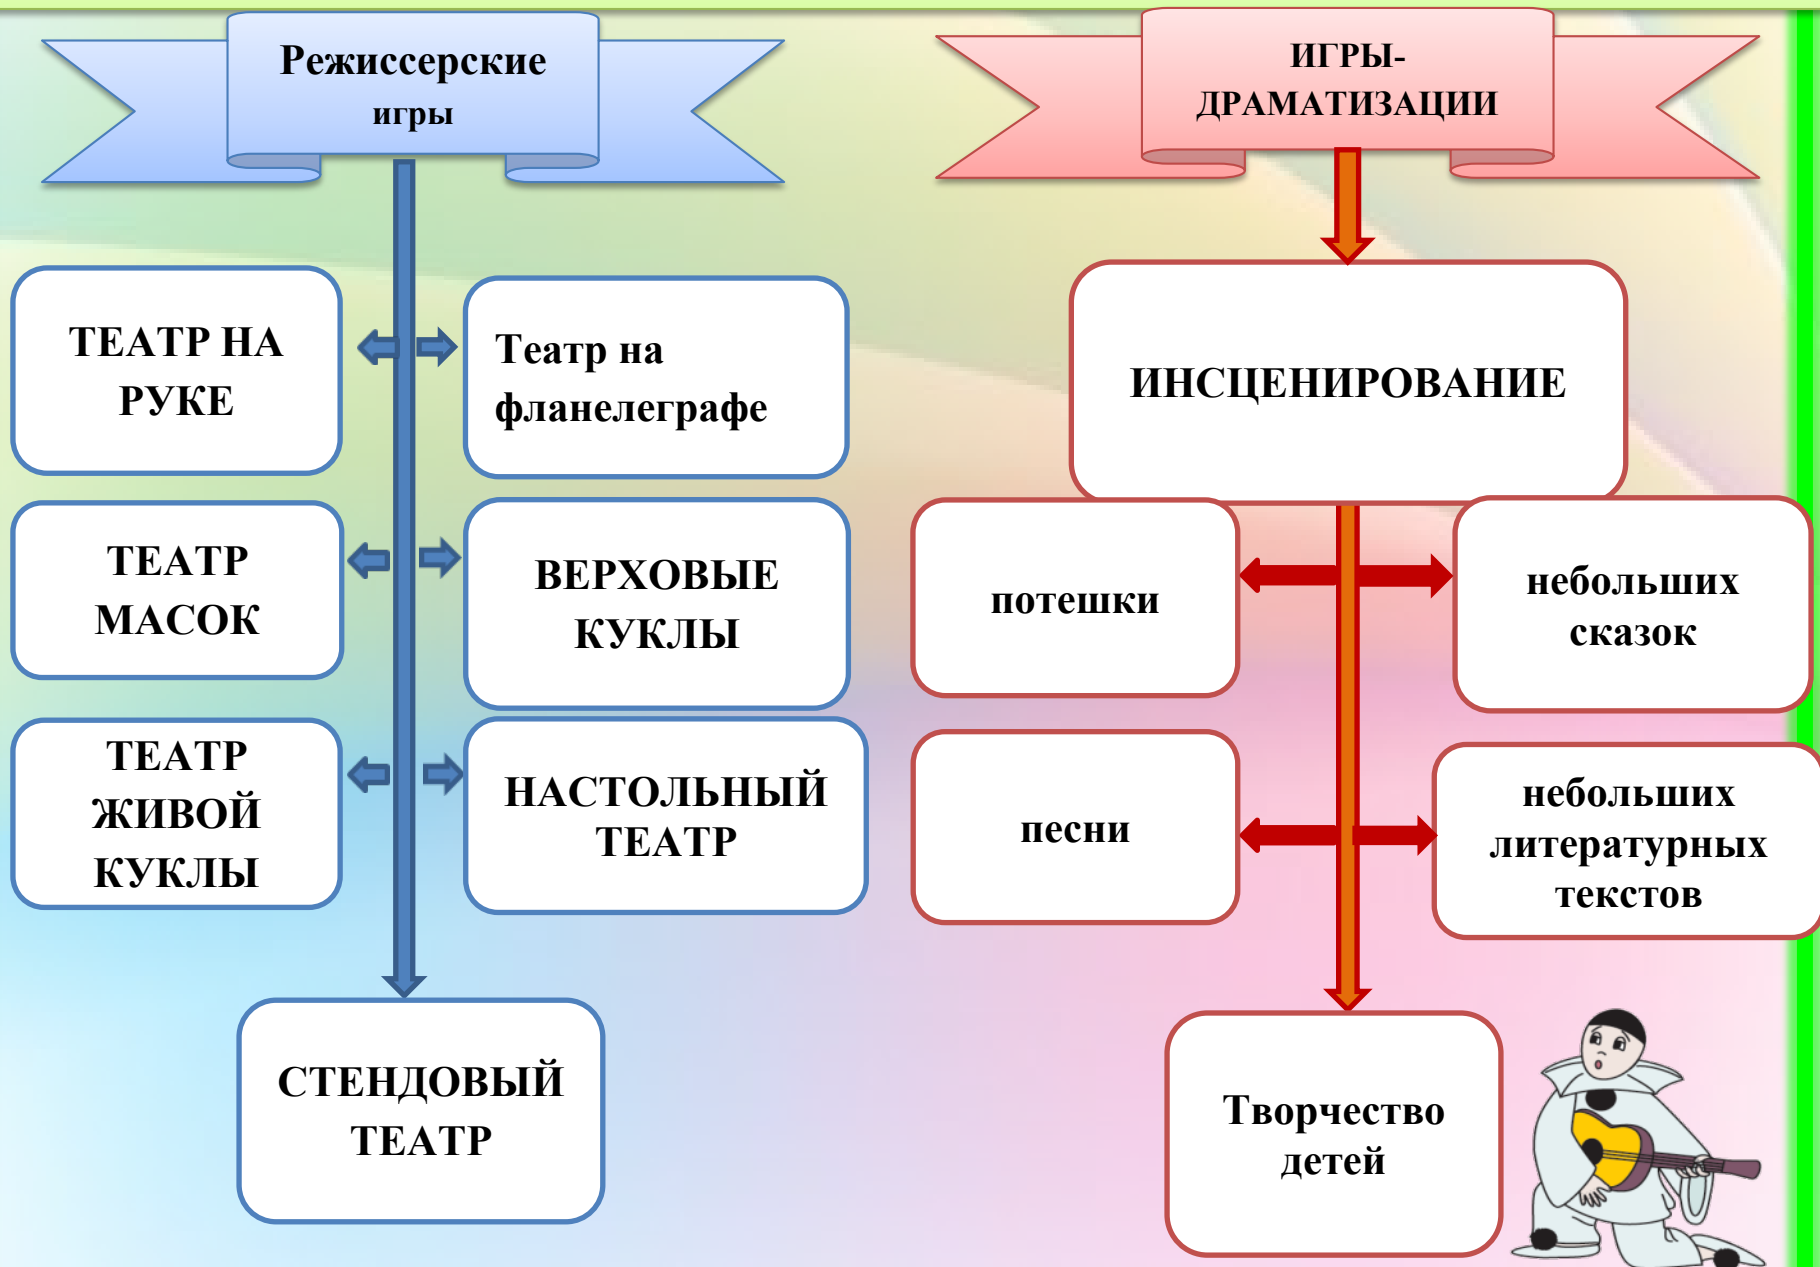 Режиссерские
игры
ТЕАТР НА
РУКЕ
Театр на
фланелеграфе
ТЕАТР
МАСОК
ВЕРХОВЫЕ
КУКЛЫ
ТЕАТР
ЖИВОЙ
КУКЛЫ
НАСТОЛЬНЫЙ
ТЕАТР
СТЕНДОВЫЙ
ТЕАТР
ИГРЫ-
ДРАМАТИЗАЦИИ
ИНСЦЕНИРОВАНИЕ
потешки
небольших
сказок
песни
небольших
литературных
текстов
Творчество
детей